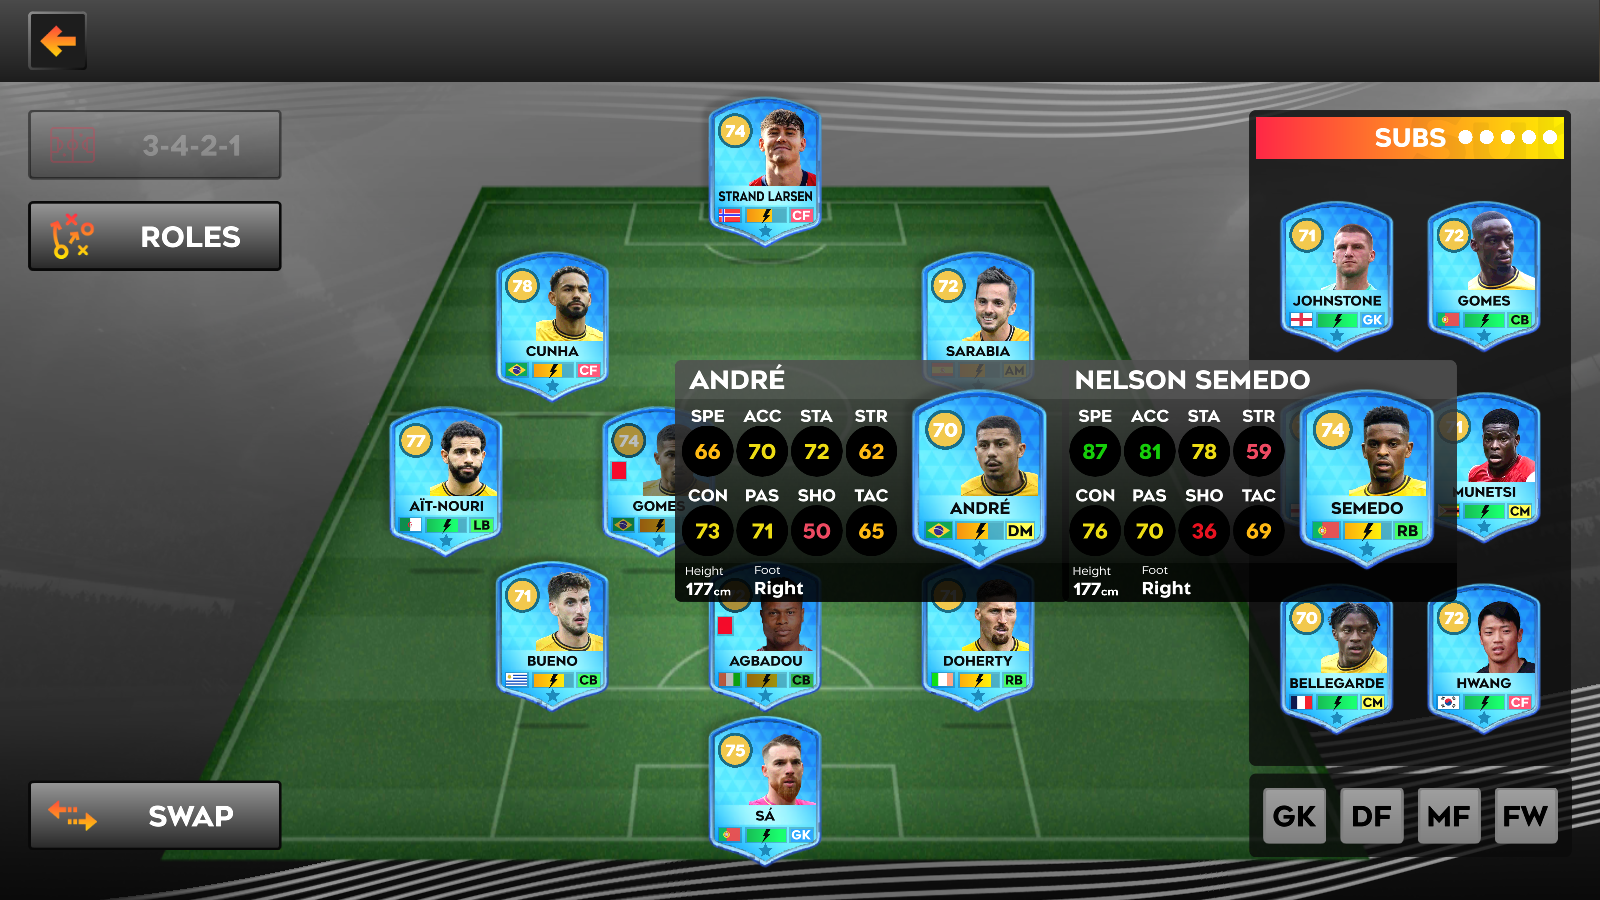 3-4-2-1
ROLES
SWAP
74
STRAND LARSEN
CF
78
CUNHA
CF
72
SARABIA
AM
77
AÏT-NOURI
LB
74
GOMES
ANDRÉ
SPE ACC STA STR
66 70 72 62
CON PAS SHO TAC
73 71 50 65
Height Foot
177cm Right
70
ANDRÉ
DM
NELSON SEMEDO
SPE ACC STA STR
87 81 78 59
CON PAS SHO TAC
76 70 36 69
Height Foot
177cm Right
74
SEMEDO
RB
71
BUENO
CB
AGBADOU
CB
71
DOHERTY
RB
75
SÁ
GK
SUBS
71
JOHNSTONE
GK
72
GOMES
CB
MUNETSI
CM
70
BELLEGARDE
CM
72
HWANG
CF
GK DF MF FW